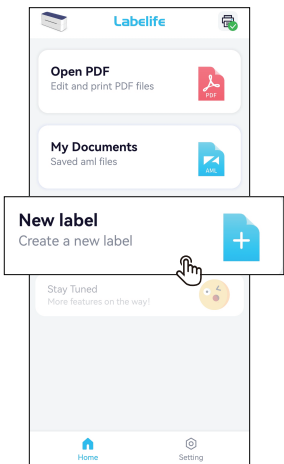 Labelife
Open PDF
Edit and print PDF files
PDF
My Documents
Saved aml files
AML
New label
Create a new label
Stay Tuned
More features on the way!
Home
Setting